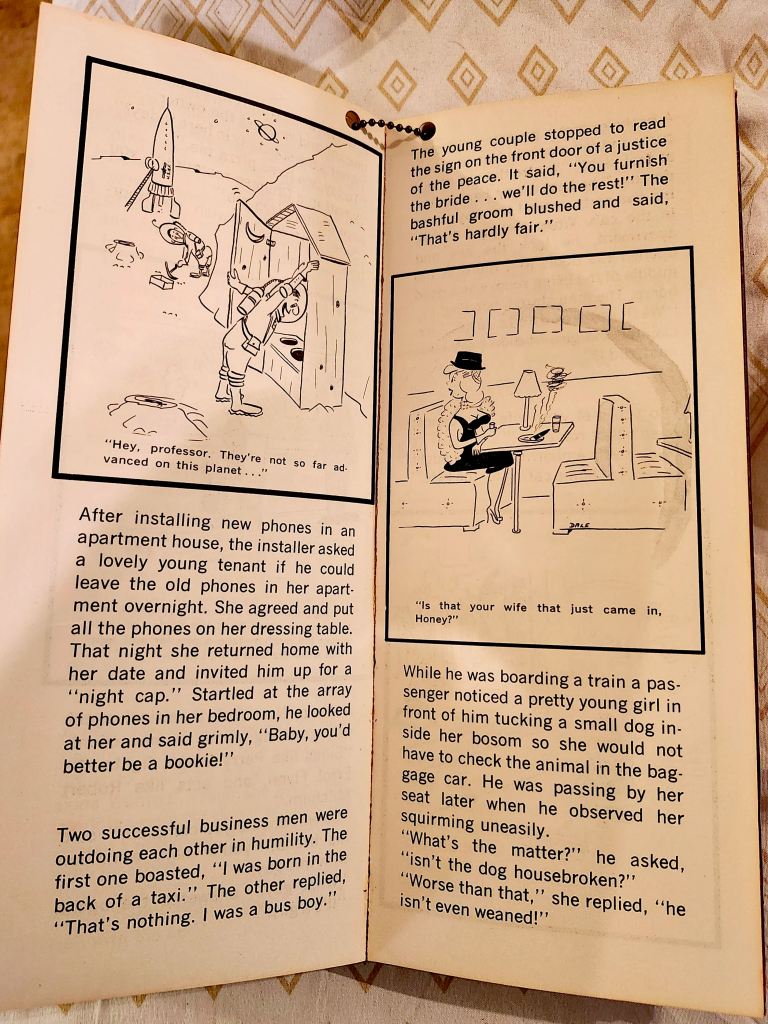 "Hey, professor. They're not so far ad-
vanced on this planet . . ."
After installing new phones in an
apartment house, the installer asked
a lovely young tenant if he could
leave the old phones in her apart-
ment overnight. She agreed and put
all the phones on her dressing table.
That night she returned home with
her date and invited him up for a
"night cap." Startled at the array
of phones in her bedroom, he looked
at her and said grimly, "Baby, you'd
better be a bookie!"
Two successful business men were
outdoing each other in humility. The
first one boasted, "I was born in the
back of a taxi." The other replied,
"That's nothing. I was a bus boy."
The young couple stopped to read
the sign on the front door of a justice
of the peace. It said, "You furnish
the bride . . . we'll do the rest!" The
bashful groom blushed and said,
"That's hardly fair."
DALE
"Is that your wife that just came in,
Honey?"
While he was boarding a train a pas-
senger noticed a pretty young girl in
front of him tucking a small dog in-
side her bosom so she would not
have to check the animal in the bag-
gage car. He was passing by her
seat later when he observed her
squirming uneasily.
"What's the matter?" he asked,
"isn't the dog housebroken?"
"Worse than that," she replied, "he
isn't even weaned!"